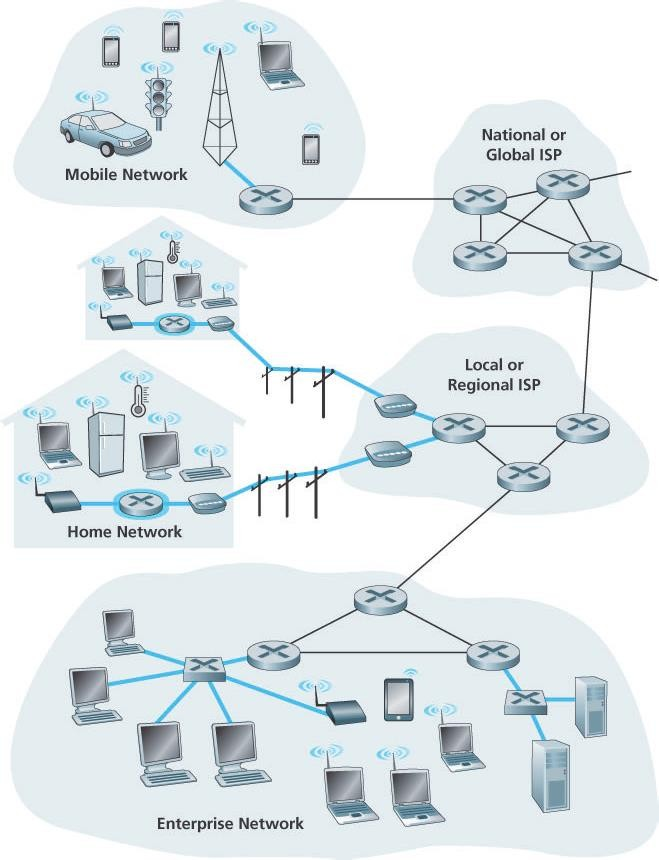 National or
Global ISP
Mobile Network
Local or
Regional ISP
Home Network
Enterprise Network